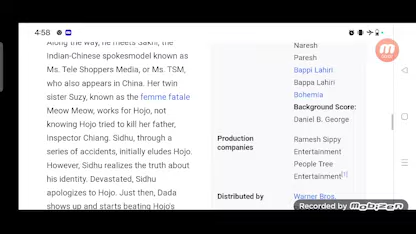 4:58
Along the way, he meets Sakhi, the
Indian-Chinese spokesmodel known as
Ms. Tele Shoppers Media, or Ms. TSM,
who also appears in China. Her twin
sister Suzy, known as the femme fatale
Meow Meow, works for Hojo, not
knowing Hojo tried to kill her father,
Inspector Chiang. Sidhu, through a
series of accidents, initially eludes Hojo.
However, Sidhu realizes the truth about
his identity. Devastated, Sidhu
apologizes to Hojo. Just then, Dada
shows up and starts beating Hojo's
Naresh
Paresh
Bappi Lahiri
Bappa Lahiri
Bohemia
Background Score:
Daniel B. George
Production
companies
Ramesh Sippy
Entertainment
People Tree
Entertainment[1]
Distributed by
Warner Bros.
Recorded by
Mobizen